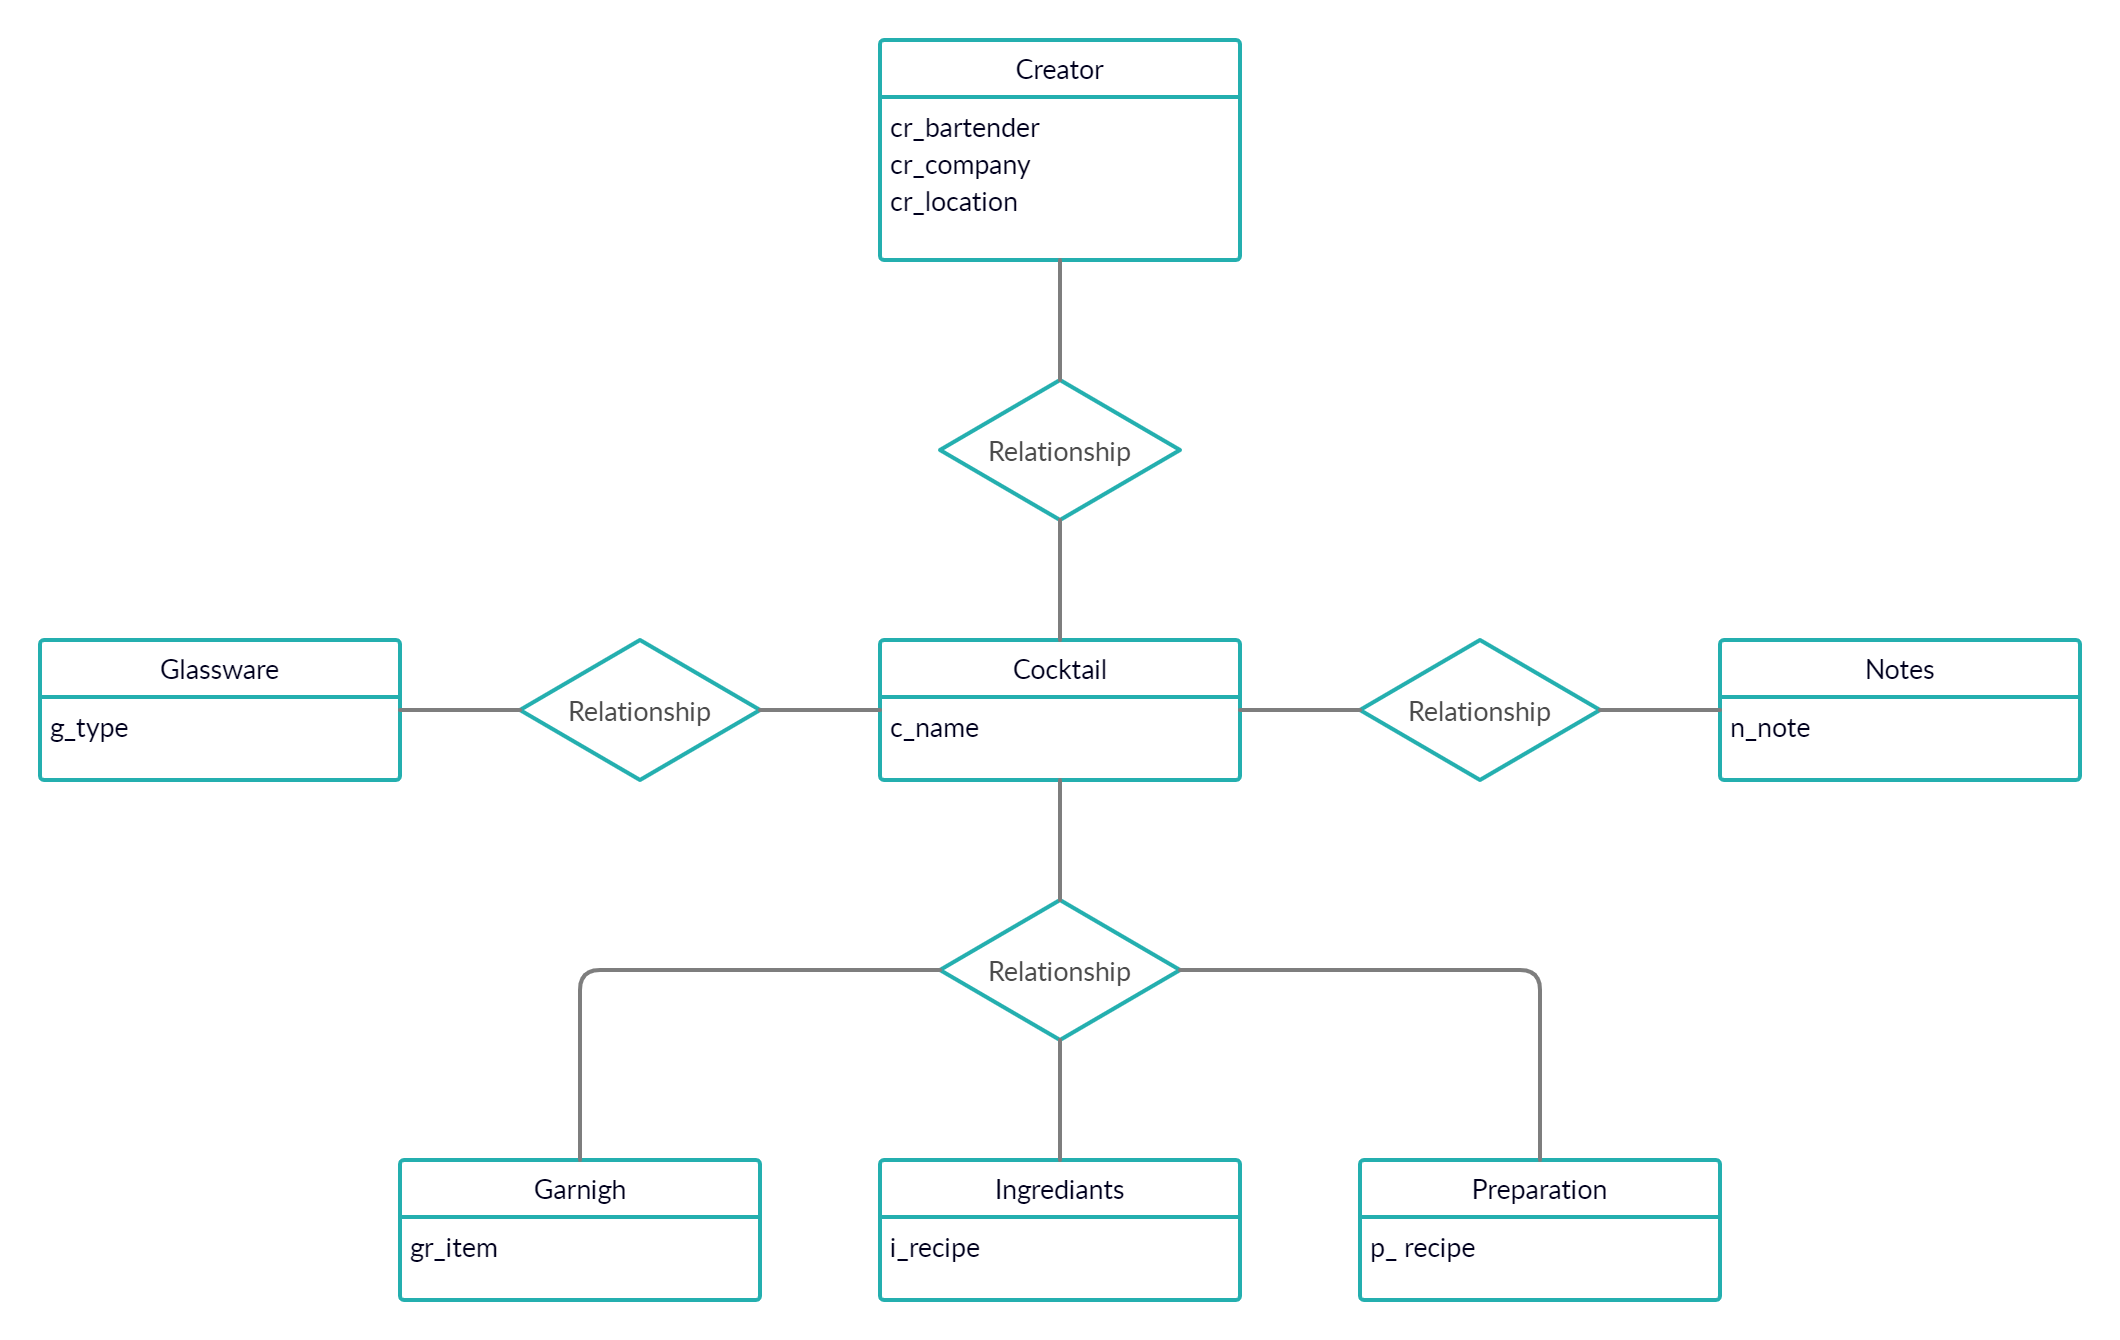 Creator
cr_bartender
cr_company
cr_location
Relationship
Glassware
g_type
Relationship
Cocktail
c_name
Relationship
Notes
n_note
Relationship
Garnigh
gr_item
Ingrediants
i_recipe
Preparation
p_ recipe